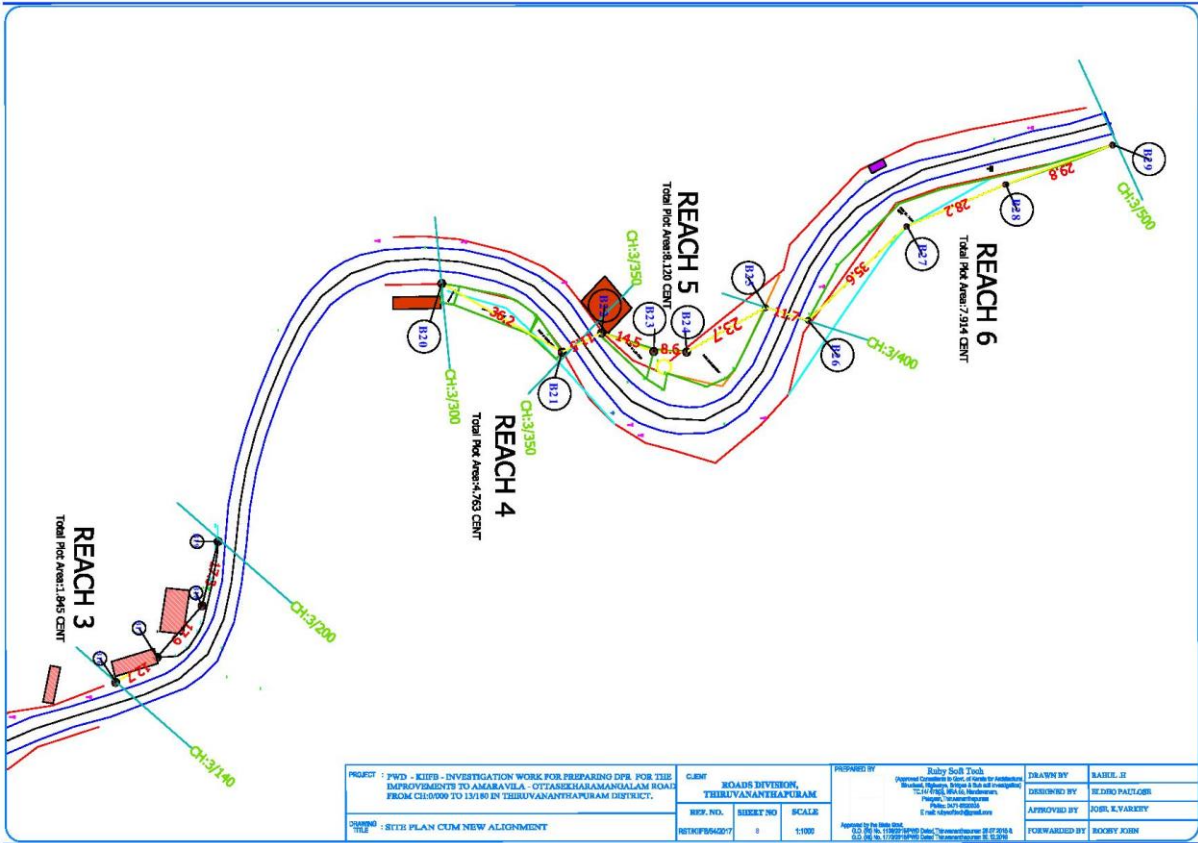 B29
CH:3/500
29.8
B28
28.2
B27
REACH 6
Total Plot Area:7.914 CENT
35.6
B26
CH:3/400
11.7
B25
23.7
REACH 5
Total Plot Area:8.120 CENT
B24
8.6
B23
14.5
CH:3/350
B21
36.2
B20
CH:3/300
CH:3/350
REACH 4
Total Plot Area:4.763 CENT
CH:3/200
REACH 3
Total Plot Area:1.845 CENT
12.7
CH:3/140
PROJECT : PWD - KIIFB - INVESTIGATION WORK FOR PREPARING DPR FOR THE
IMPROVEMENTS TO AMARAVILA - OTTASEKHARAMANGALAM ROAD
FROM CH:0/000 TO 13/180 IN THIRUVANANTHAPURAM DISTRICT.
DRAWING TITLE : SITE PLAN CUM NEW ALIGNMENT
CLIENT
ROADS DIVISION,
THIRUVANANTHAPURAM
REF. NO.
SHEET NO
SCALE
1:1000
PREPARED BY
Ruby Soft Tech
DRAWN BY
RAHUL .R
DESIGNED BY
ELDHO PAULOSE
APPROVED BY
JOSE K.VARKEY
FORWARDED BY
ROONY JOHN